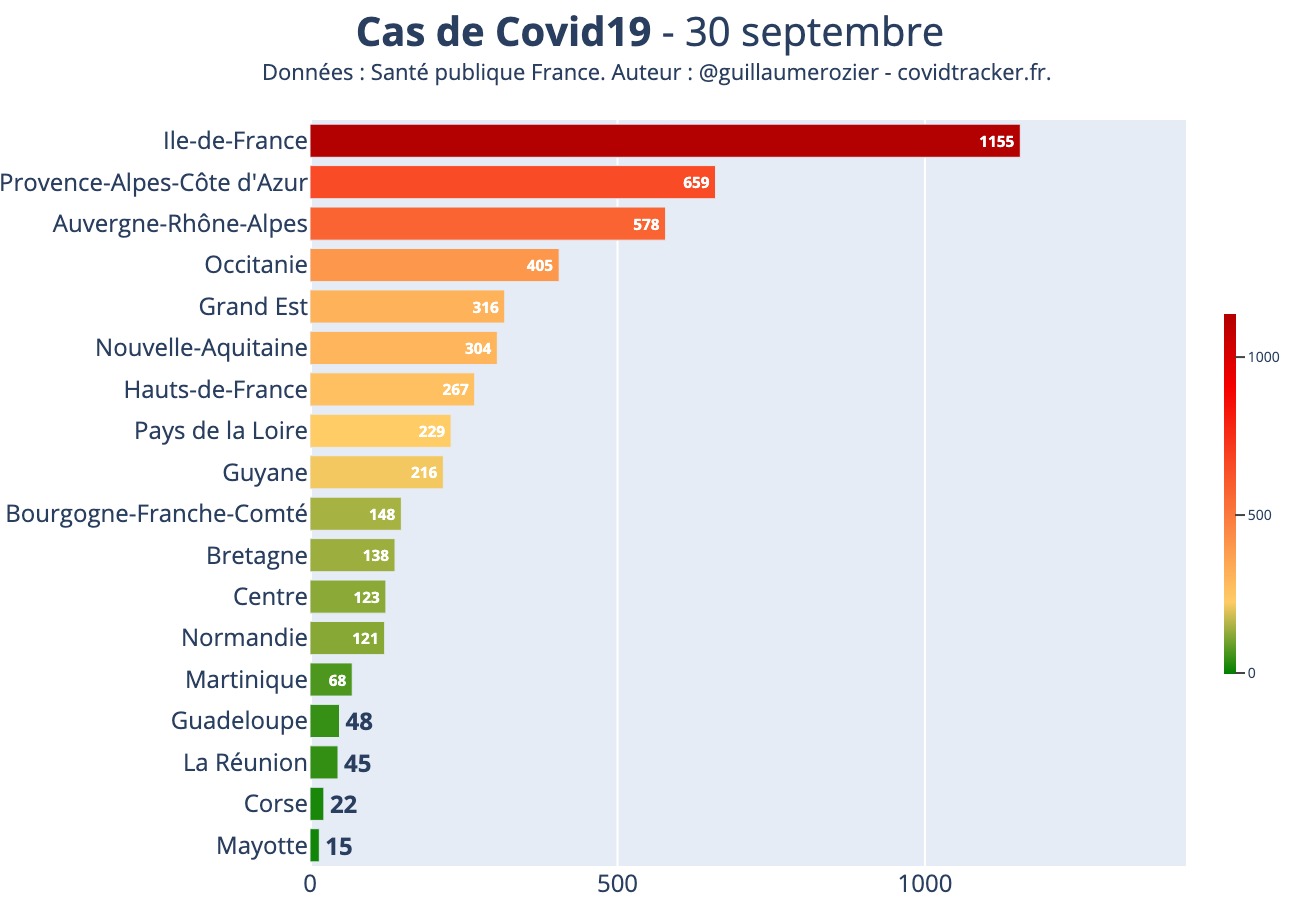 Cas de Covid19 - 30 septembre
Données : Santé publique France. Auteur : @guillaumerozier - covidtracker.fr.
Ile-de-France 1155
Provence-Alpes-Côte d'Azur 659
Auvergne-Rhône-Alpes 578
Occitanie 405
Grand Est 316
Nouvelle-Aquitaine 304
Hauts-de-France 267
Pays de la Loire 229
Guyane 216
Bourgogne-Franche-Comté 148
Bretagne 138
Centre 123
Normandie 121
Martinique 68
Guadeloupe 48
La Réunion 45
Corse 22
Mayotte 15
0 500 1000
1000
500
0